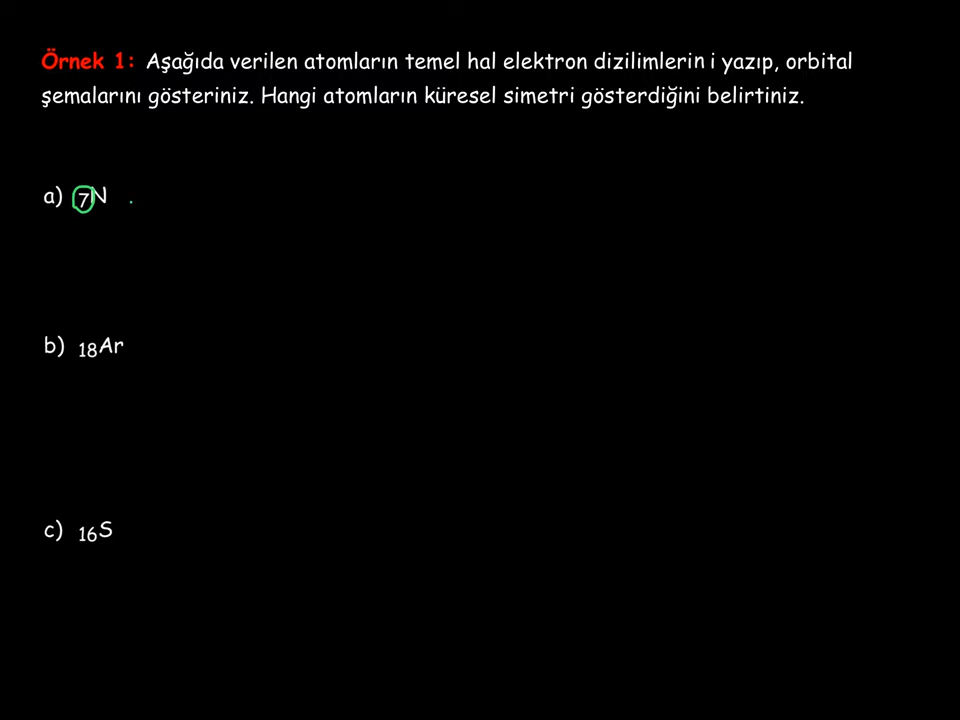 Örnek 1: Aşağıda verilen atomların temel hal elektron dizilimlerin i yazıp, orbital
şemalarını gösteriniz. Hangi atomların küresel simetri gösterdiğini belirtiniz.
a) 7N .
b) 18Ar
c) 16S